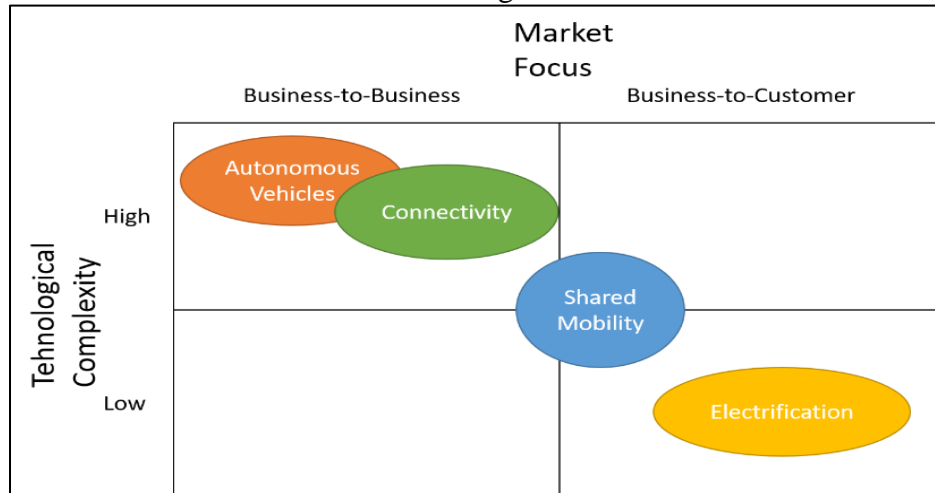 Market
Focus
Business-to-Business
Business-to-Customer
Autonomous
Vehicles
Connectivity
High
Shared
Mobility
Tehnological
Complexity
Low
Electrification